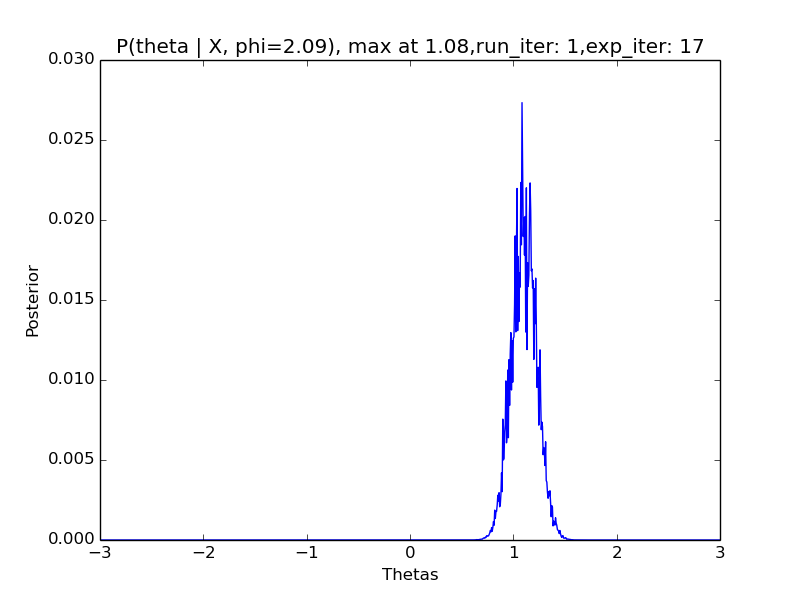 P(theta | X, phi=2.09), max at 1.08,run_iter: 1,exp_iter: 17
0.030
0.025
0.020
0.015
0.010
0.005
0.000
Posterior
−3 −2 −1 0 1 2 3
Thetas